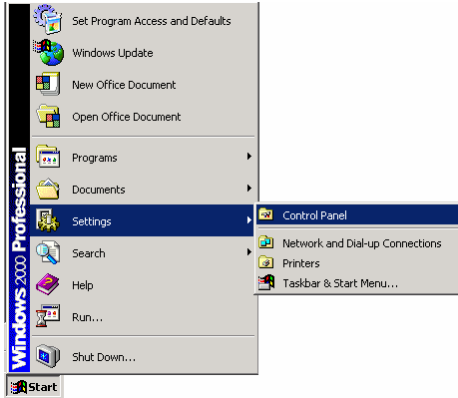 Set Program Access and Defaults
Windows Update
New Office Document
Open Office Document
Programs
Documents
Settings
Search
Help
Run...
Shut Down...
Control Panel
Network and Dial-up Connections
Printers
Taskbar & Start Menu...
Windows 2000 Professional
Start